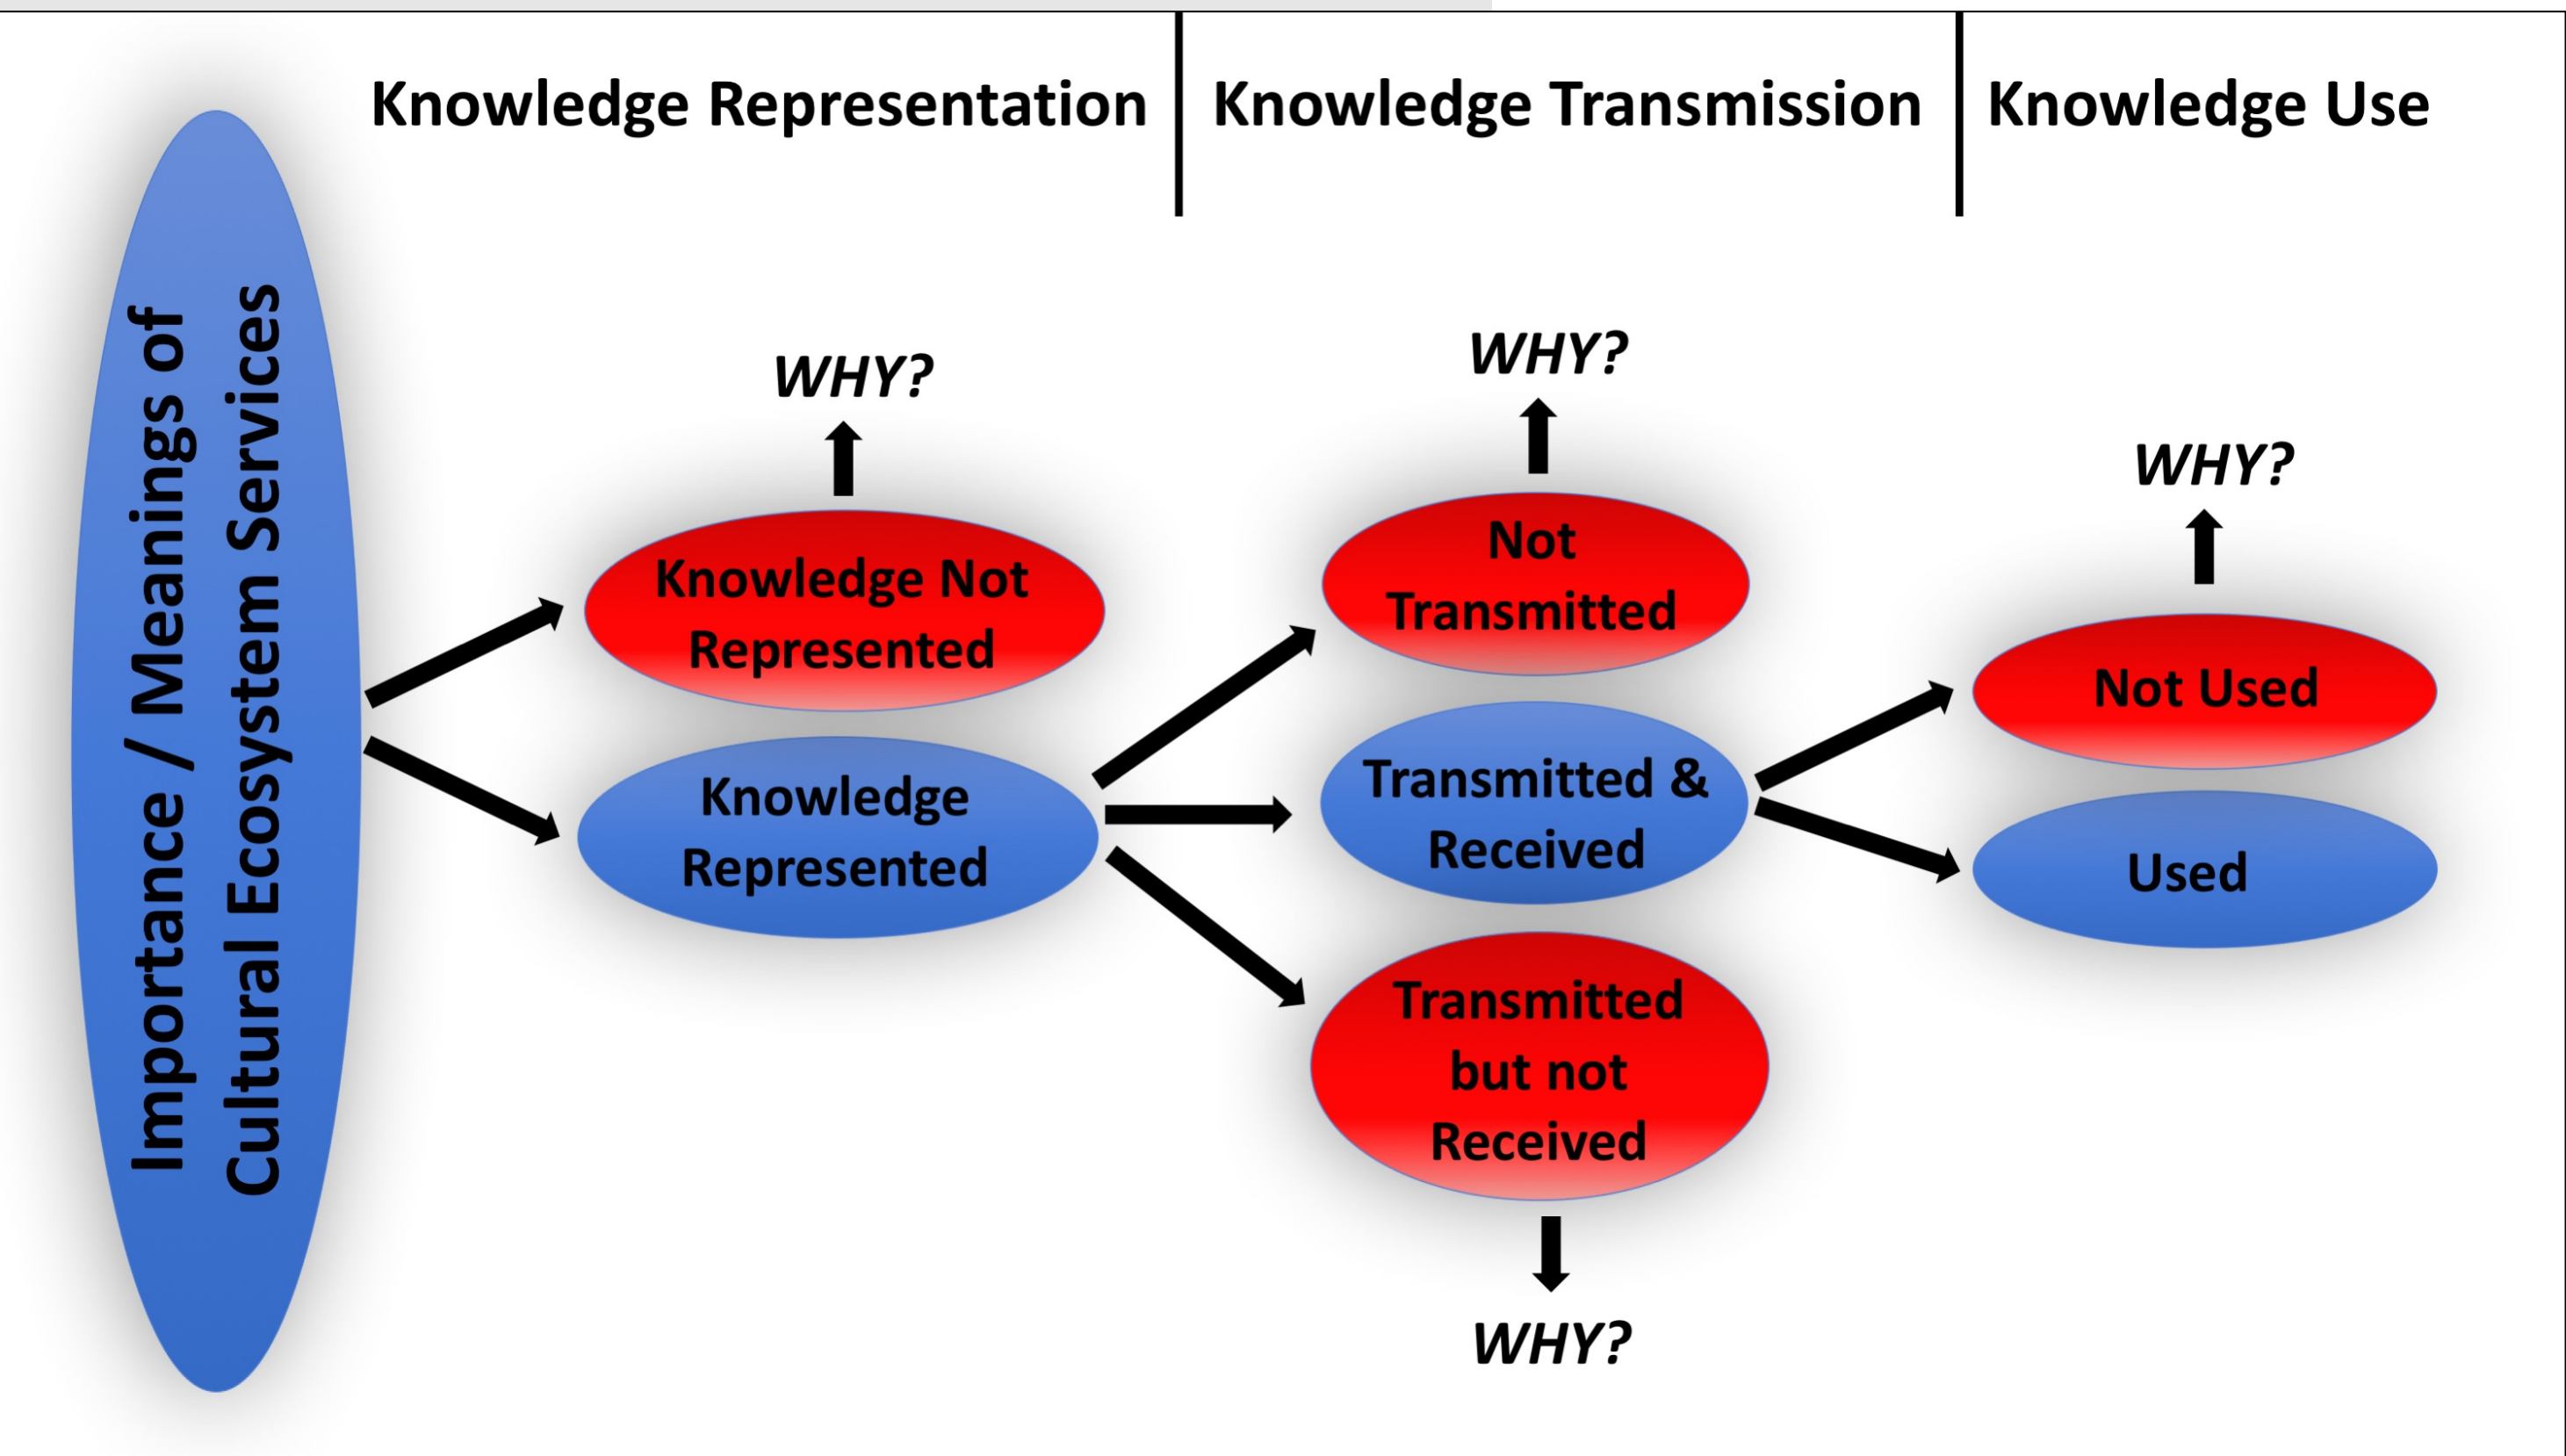 Knowledge Representation
Knowledge Transmission
Knowledge Use
Importance / Meanings of
Cultural Ecosystem Services
WHY?
Knowledge Not
Represented
Knowledge
Represented
WHY?
Not
Transmitted
Transmitted &
Received
Transmitted
but not
Received
WHY?
WHY?
Not Used
Used